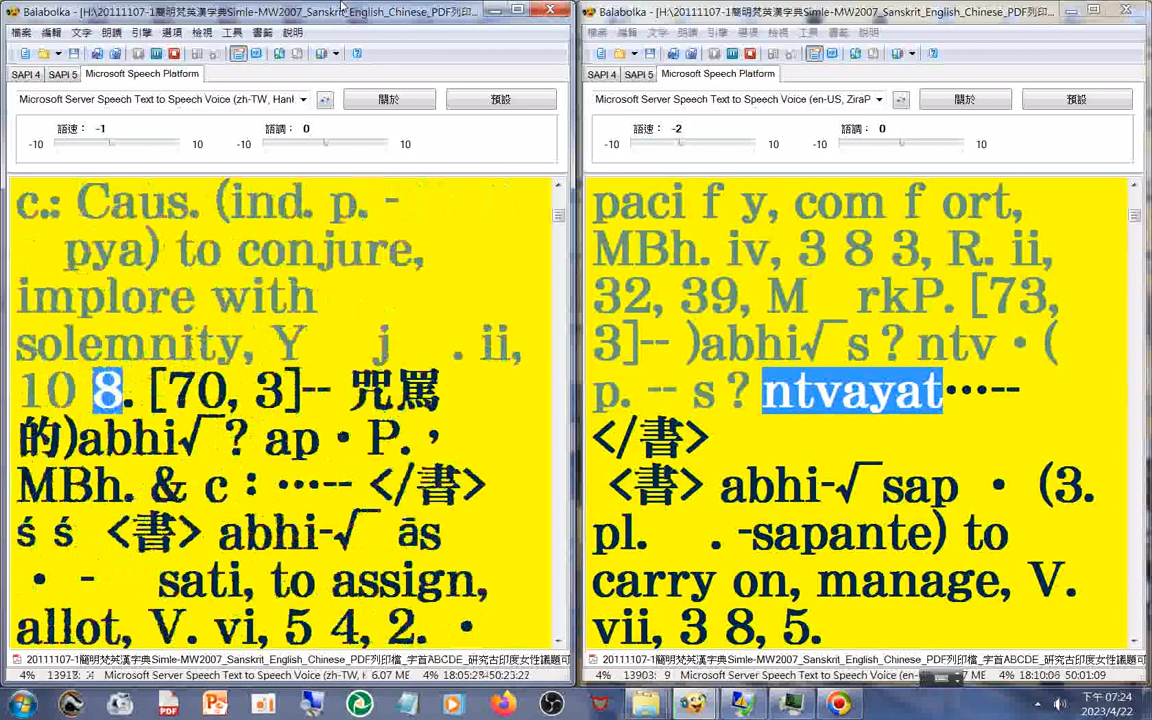 Balabolka - [H:\20111107-1簡明梵英漢字典Simle-MW2007_Sanskrit_English_Chinese_PDF列印...
檔案 編輯 文字 朗讀 引擎 選項 檢視 工具 書籤 說明
SAPI 4 SAPI 5 Microsoft Speech Platform
Microsoft Server Speech Text to Speech Voice (zh-TW, HanH
關於 預設
語速： -1 語調： 0
-10 10 -10 10
c.: Caus. (ind. p. -
pya) to conjure,
implore with
solemnity, Y j . ii,
10 8. [70, 3]-- 咒罵
的)abhi√ ? ap · P. ,
MBh. & c : …-- </書>
ś ś <書> abhi-√ ās
· - sati, to assign,
allot, V. vi, 5 4, 2. ·
20111107-1簡明梵英漢字典Simle-MW2007_Sanskrit_English_Chinese_PDF列印檔_字首ABCDE_研究古印度女性議題可
4% Microsoft Server Speech Text to Speech Voice (zh-TW, 6.07 MB 4% 18:05:28
Balabolka - [H:\20111107-1簡明梵英漢字典Simle-MW2007_Sanskrit_English_Chinese_PDF列印...
檔案 編輯 文字 朗讀 引擎 選項 檢視 工具 書籤 說明
SAPI 4 SAPI 5 Microsoft Speech Platform
Microsoft Server Speech Text to Speech Voice (en-US, ZiraP
關於 預設
語速： -2 語調： 0
-10 10 -10 10
paci f y, com f ort,
MBh. iv, 3 8 3, R. ii,
32, 39, M rkP. [73,
3]-- )abhi√ s ? ntv · (
p. -- s ? ntvayat…--
</書>
<書> abhi-√ sap · (3.
pl. . -sapante) to
carry on, manage, V.
vii, 3 8, 5.
20111107-1簡明梵英漢字典Simle-MW2007_Sanskrit_English_Chinese_PDF列印檔_字首ABCDE_研究古印度女性議題可
4% 13903: 9 Microsoft Server Speech Text to Speech Voice 6.07 MB 4% 18:10:06 50:01:09
下午 07:24
2023/4/22